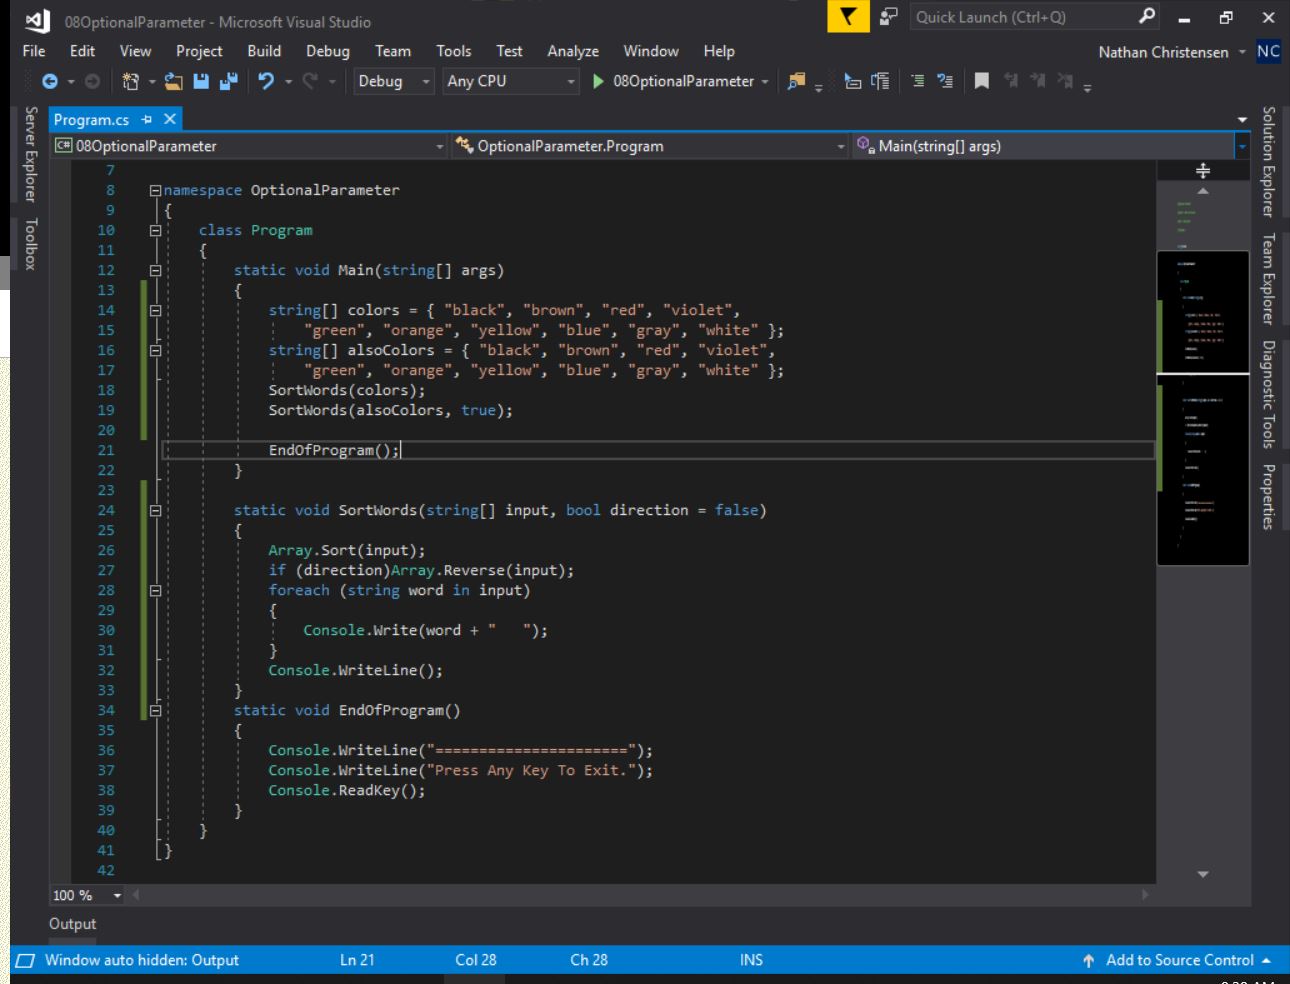 08OptionalParameter - Microsoft Visual Studio
Quick Launch (Ctrl+Q)
File Edit View Project Build Debug Team Tools Test Analyze Window Help
Nathan Christensen NC
Debug Any CPU 08OptionalParameter
Server Explorer
Toolbox
Program.cs
C# 08OptionalParameter OptionalParameter.Program Main(string[] args)
7
8 namespace OptionalParameter
9 {
10 class Program
11 {
12 static void Main(string[] args)
13 {
14 string[] colors = { "black", "brown", "red", "violet",
15 "green", "orange", "yellow", "blue", "gray", "white" };
16 string[] alsoColors = { "black", "brown", "red", "violet",
17 "green", "orange", "yellow", "blue", "gray", "white" };
18 SortWords(colors);
19 SortWords(alsoColors, true);
20
21 EndOfProgram();
22 }
23
24 static void SortWords(string[] input, bool direction = false)
25 {
26 Array.Sort(input);
27 if (direction)Array.Reverse(input);
28 foreach (string word in input)
29 {
30 Console.Write(word + "   ");
31 }
32 Console.WriteLine();
33 }
34 static void EndOfProgram()
35 {
36 Console.WriteLine("======================");
37 Console.WriteLine("Press Any Key To Exit.");
38 Console.ReadKey();
39 }
40 }
41 }
42
Solution Explorer
Team Explorer
Diagnostic Tools
Properties
100 %
Output
Window auto hidden: Output Ln 21 Col 28 Ch 28 INS Add to Source Control